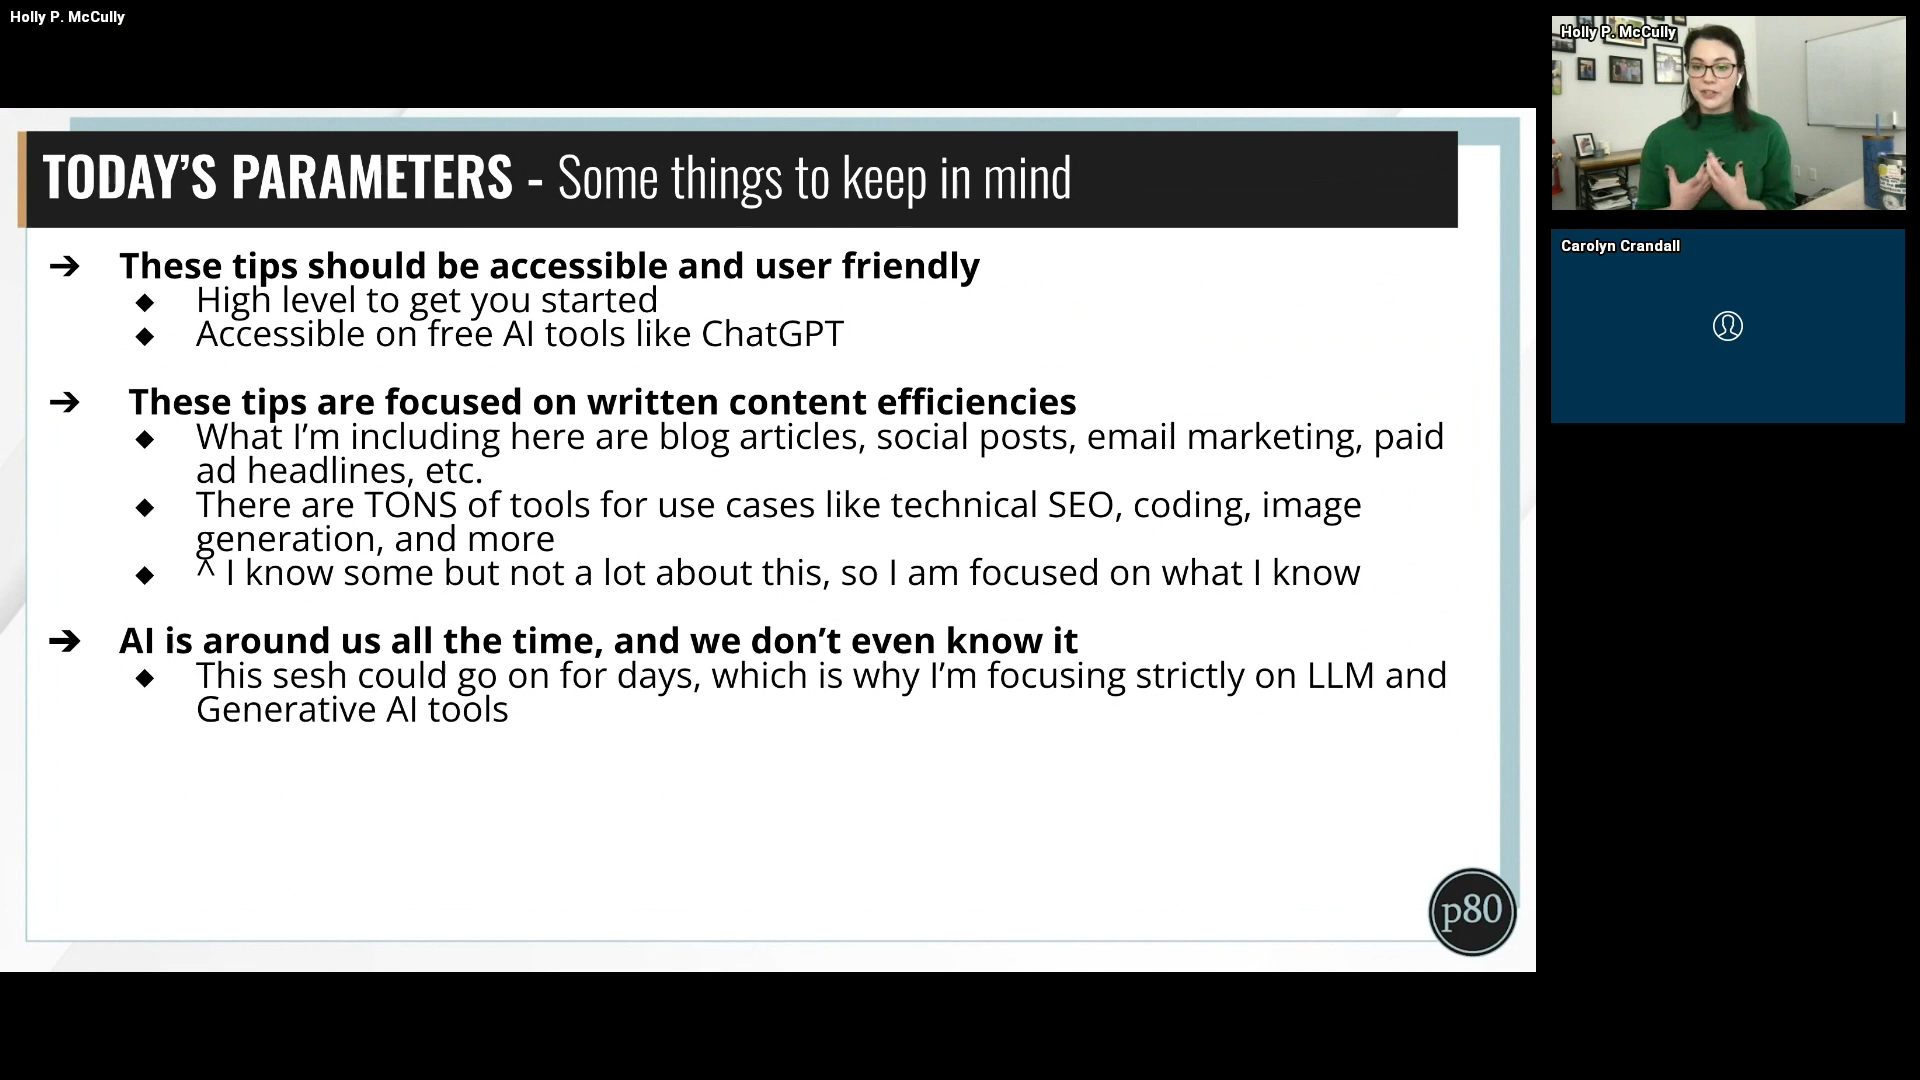 Holly P. McCully
Holly P. McCully
Carolyn Crandall
TODAY’S PARAMETERS - Some things to keep in mind
➔ These tips should be accessible and user friendly
◆ High level to get you started
◆ Accessible on free AI tools like ChatGPT
➔ These tips are focused on written content efficiencies
◆ What I’m including here are blog articles, social posts, email marketing, paid
ad headlines, etc.
◆ There are TONS of tools for use cases like technical SEO, coding, image
generation, and more
◆ ^ I know some but not a lot about this, so I am focused on what I know
➔ AI is around us all the time, and we don’t even know it
◆ This sesh could go on for days, which is why I’m focusing strictly on LLM and
Generative AI tools
p80